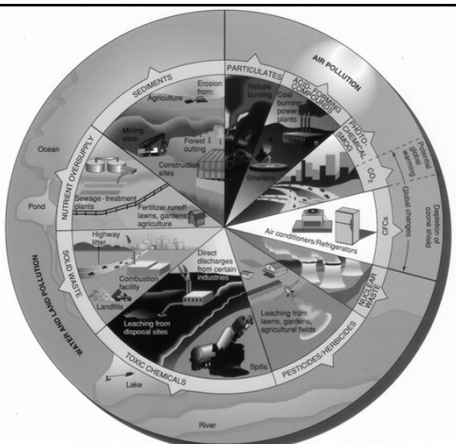 AIR POLLUTION
PARTICULATES
ACID-FORMING
COMPOUNDS
PHOTO-
CHEMICAL
SMOG
CO₂
CFCs
Potential
global
warming
Global changes
Depletion of
ozone shield
NUCLEAR
WASTE
PESTICIDES/HERBICIDES
TOXIC CHEMICALS
SOLID WASTE
NUTRIENT OVERSUPPLY
SEDIMENTS
WATER AND LAND POLLUTION
Ocean
Pond
Lake
River
Erosion
from:
Agriculture
Mining
sites
Forest
cutting
Construction
sites
Refuse
burning
Coal
burning
power
plants
Smelters
Sewage-treatment
plants
Fertilizer runoff
lawns, gardens,
agriculture
Air conditioners/Refrigerators
Highway
litter
Combustion
facility
Landfills
Direct
discharges
from certain
industries
Leaching from
disposal sites
Leaching from
lawns, gardens,
agricultural fields
Spills